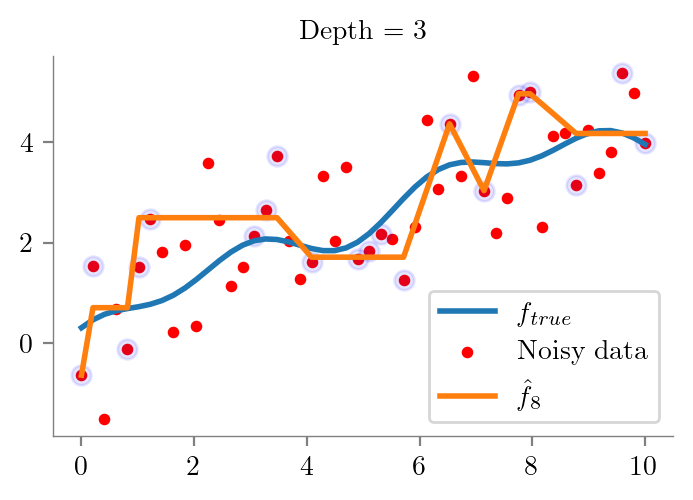 Depth = 3
4
2
0
0 2 4 6 8 10
f_true
Noisy data
f̂_8